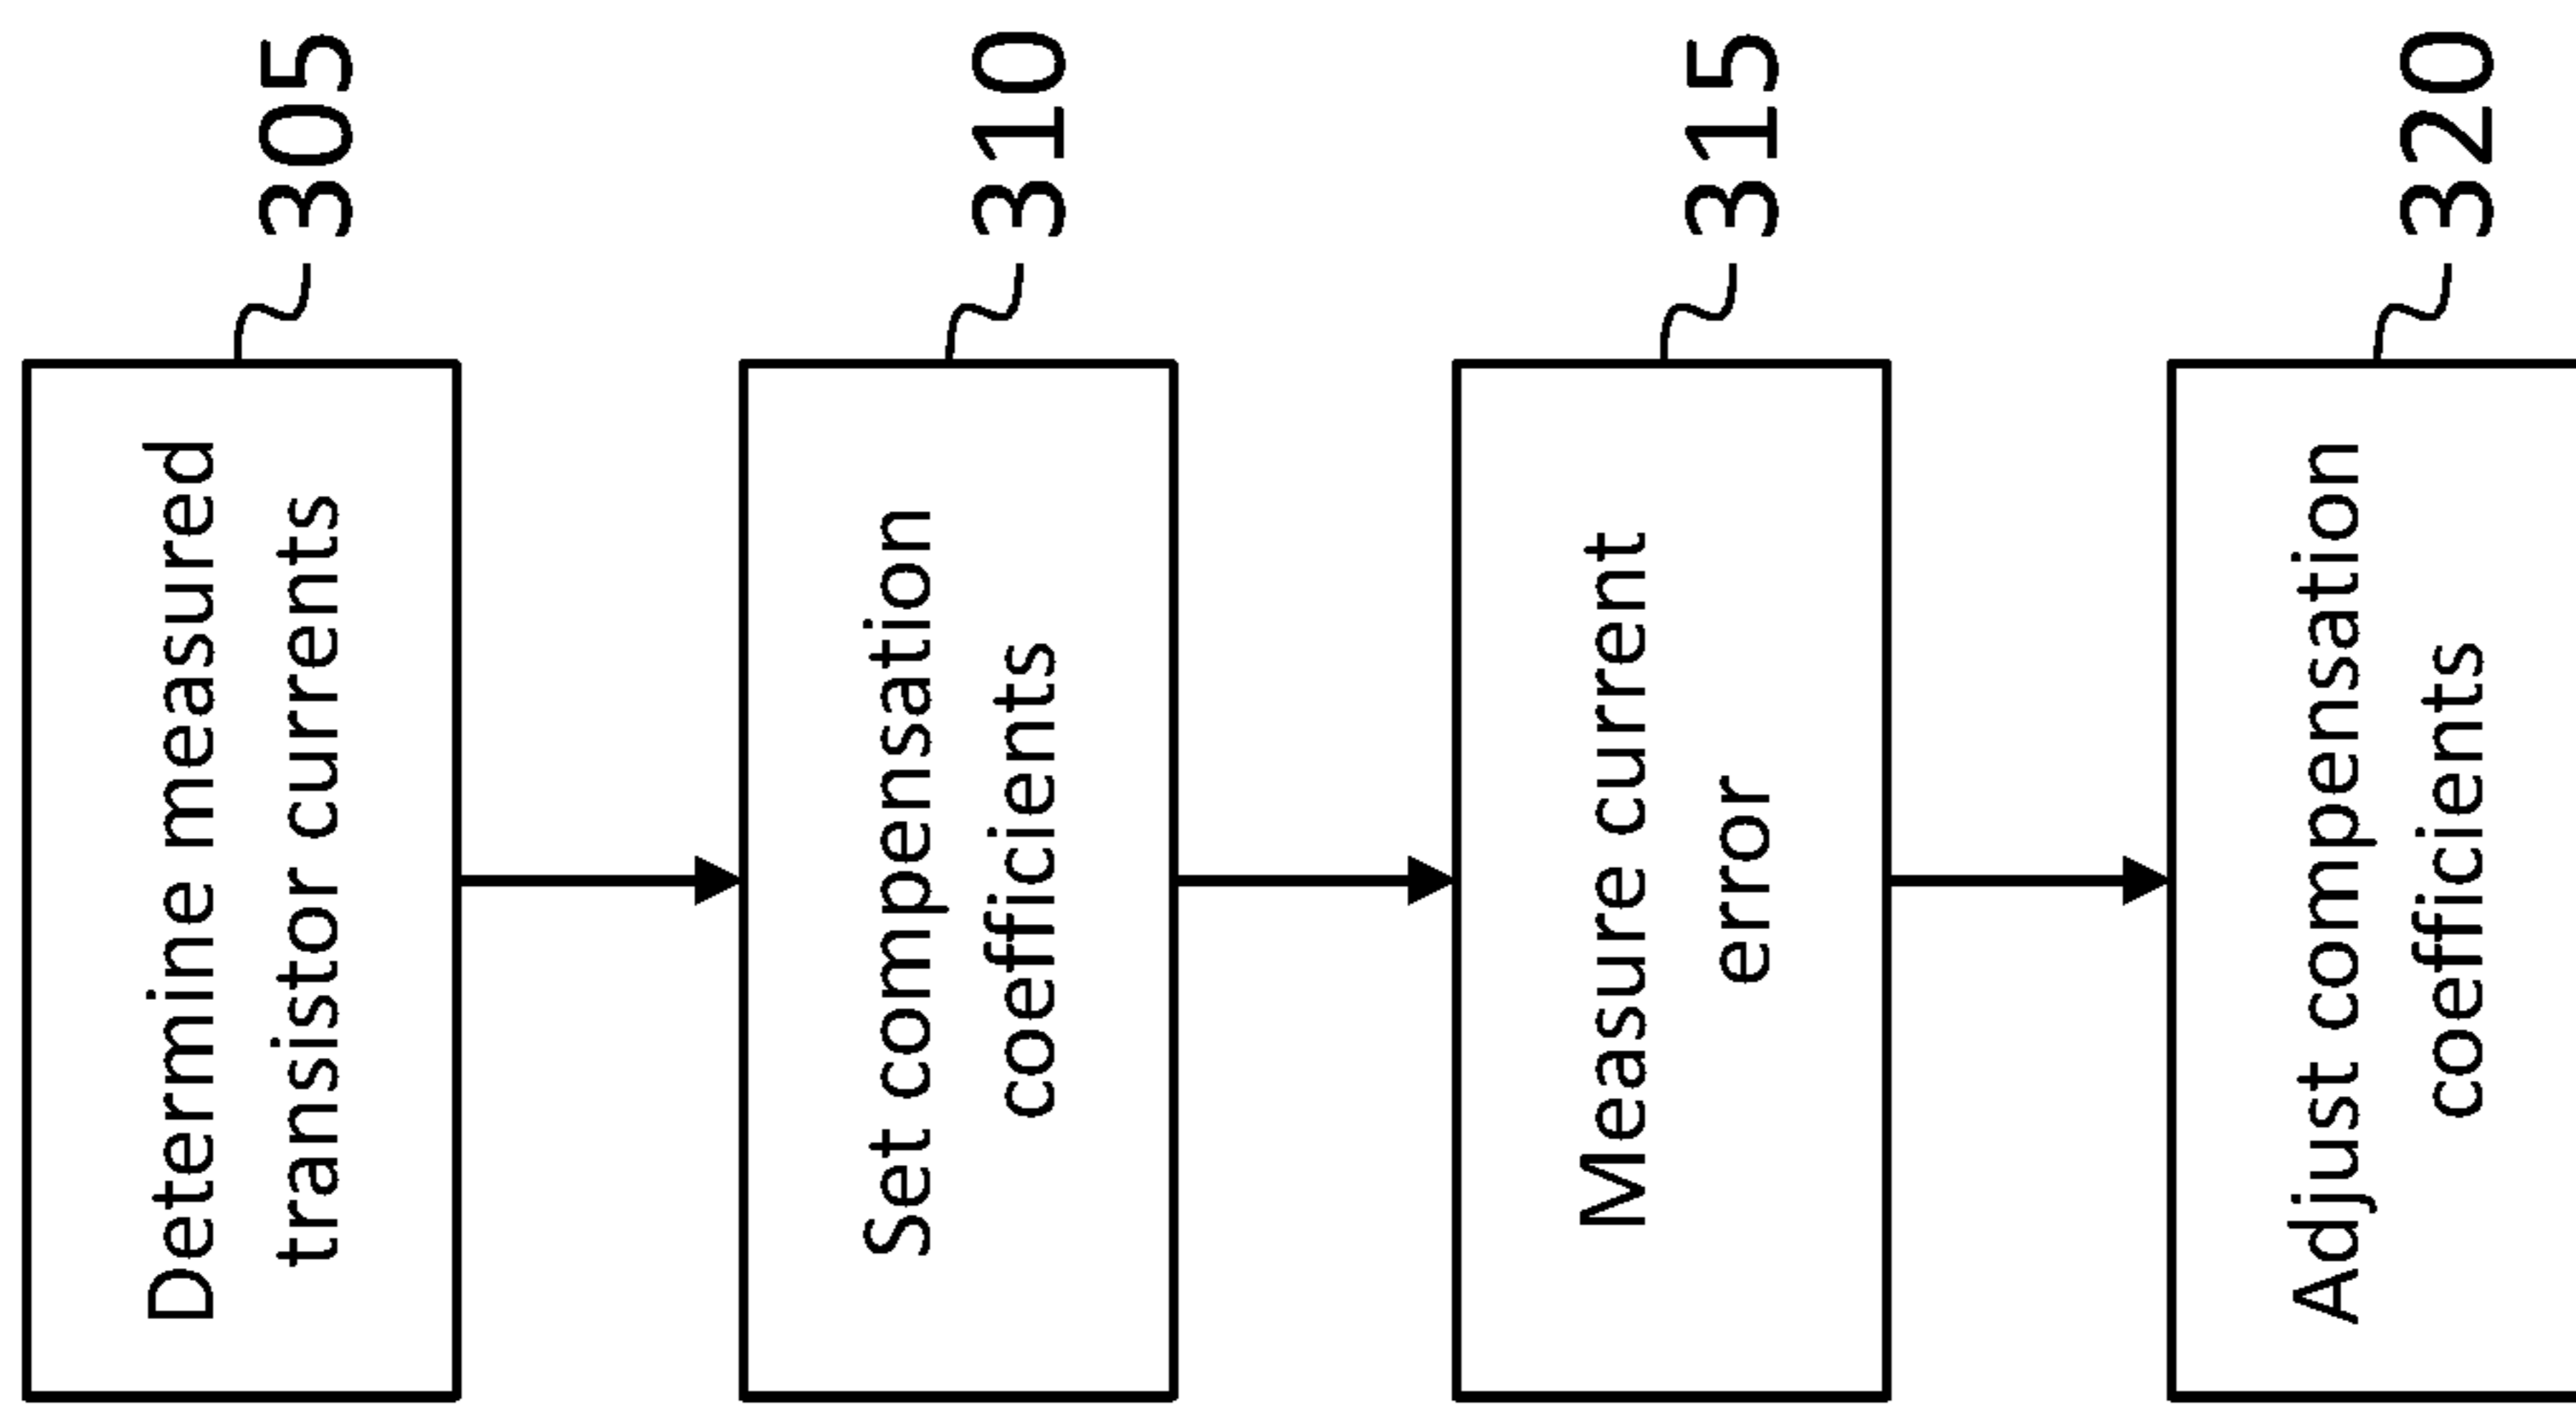 Determine measured
transistor currents
305
Set compensation
coefficients
310
Measure current
error
315
Adjust compensation
coefficients
320